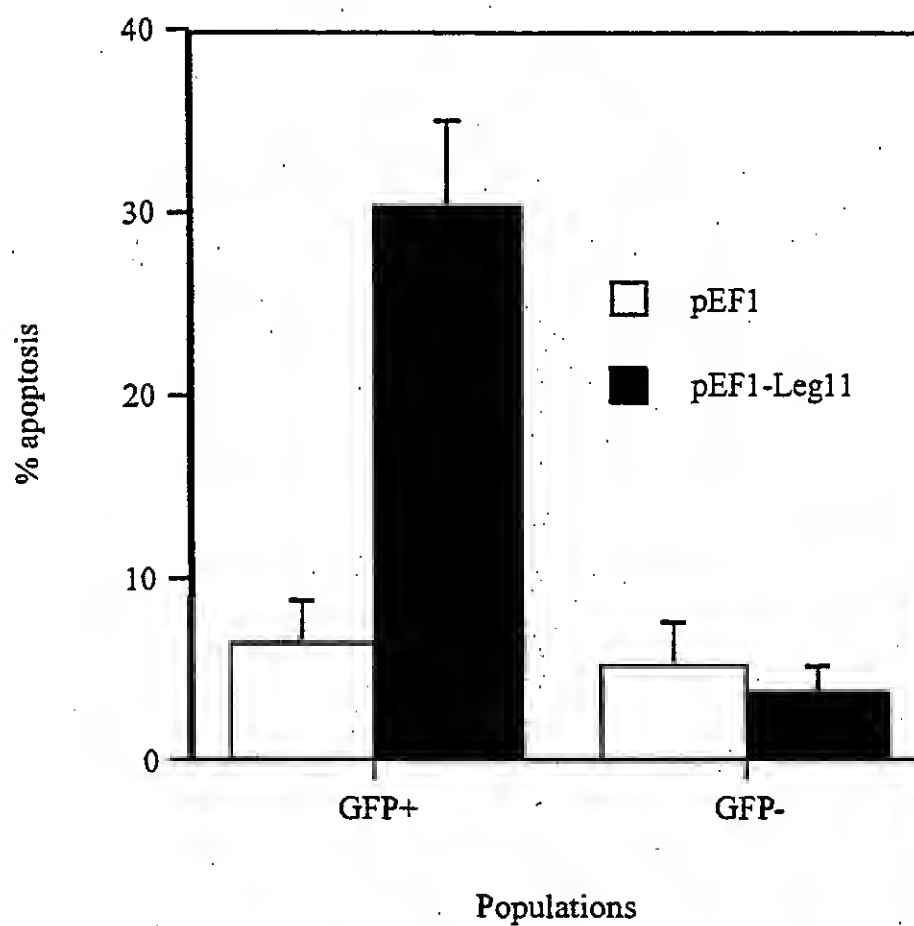 40
30
20
10
0
% apoptosis
pEF1
pEF1-Leg11
GFP+
GFP-
Populations